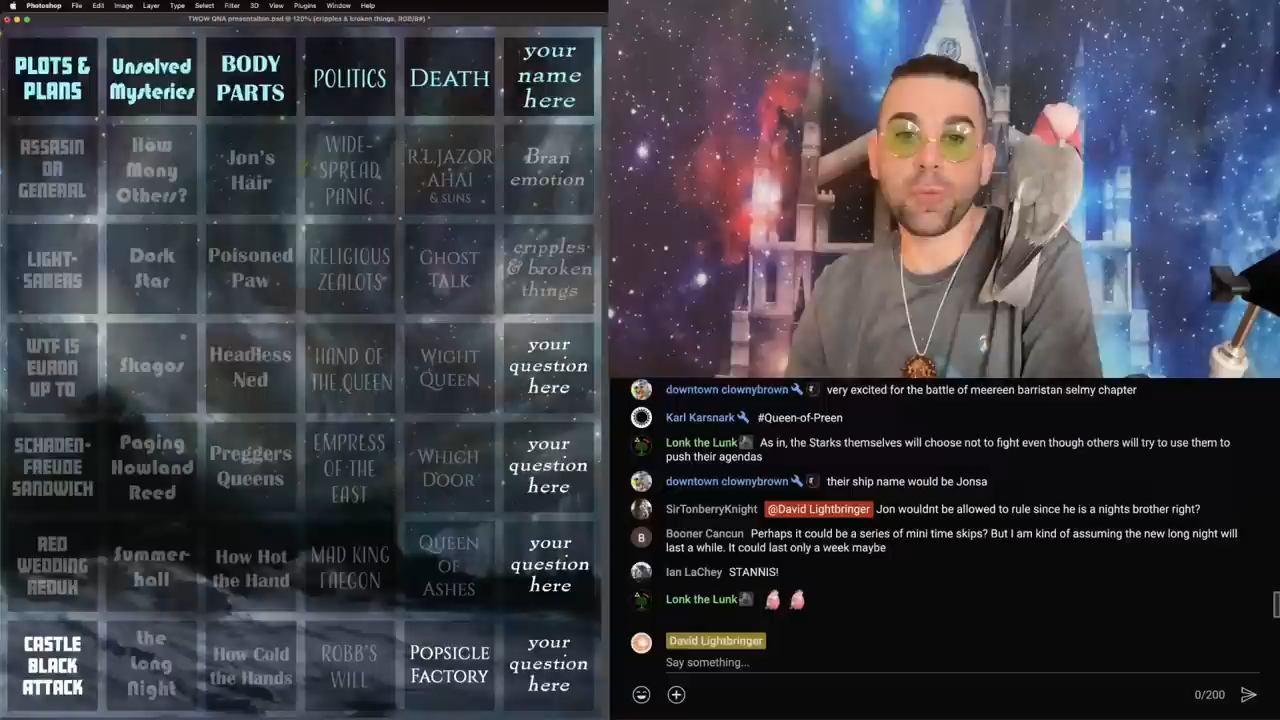 Photoshop File Edit Image Layer Type Select Filter 3D View Plugins Window Help
TWOW QNA presentaiton.psd @ 120% (cripples & broken things, RGB/8#) *
PLOTS &
PLANS
Unsolved
Mysteries
BODY
PARTS
POLITICS
DEATH
your
name
here
ASSASIN
OR
GENERAL
How
Many
Others?
Jon's
Hair
WIDE-
SPREAD
PANIC
R.L.JAZOR
AHAI
& SUNS
Bran
emotion
LIGHT-
SABERS
Dark
Star
Poisoned
Paw
RELIGIOUS
ZEALOTS
GHOST
TALK
cripples
& broken
things
WTF IS
EURON
UP TO
Skagos
Headless
Ned
HAND OF
THE QUEEN
WIGHT
QUEEN
your
question
here
SCHADEN-
FREUDE
SANDWICH
Paging
Howland
Reed
Preggers
Queens
EMPRESS
OF THE
EAST
WHICH
DOOR
your
question
here
RED
WEDDING
REDUX
Summer-
hall
How Hot
the Hand
MAD KING
FAEGON
QUEEN
OF
ASHES
your
question
here
CASTLE
BLACK
ATTACK
the
Long
Night
How Cold
the Hands
ROBB'S
WILL
POPSICLE
FACTORY
your
question
here
downtown clownybrown very excited for the battle of meereen barristan selmy chapter
Karl Karsnark #Queen-of-Preen
Lonk the Lunk As in, the Starks themselves will choose not to fight even though others will try to use them to
push their agendas
downtown clownybrown their ship name would be Jonsa
SirTonberryKnight @David Lightbringer Jon wouldnt be allowed to rule since he is a nights brother right?
B Booner Cancun Perhaps it could be a series of mini time skips? But I am kind of assuming the new long night will
last a while. It could last only a week maybe
Ian LaChey STANNIS!
Lonk the Lunk
David Lightbringer
Say something...
0/200